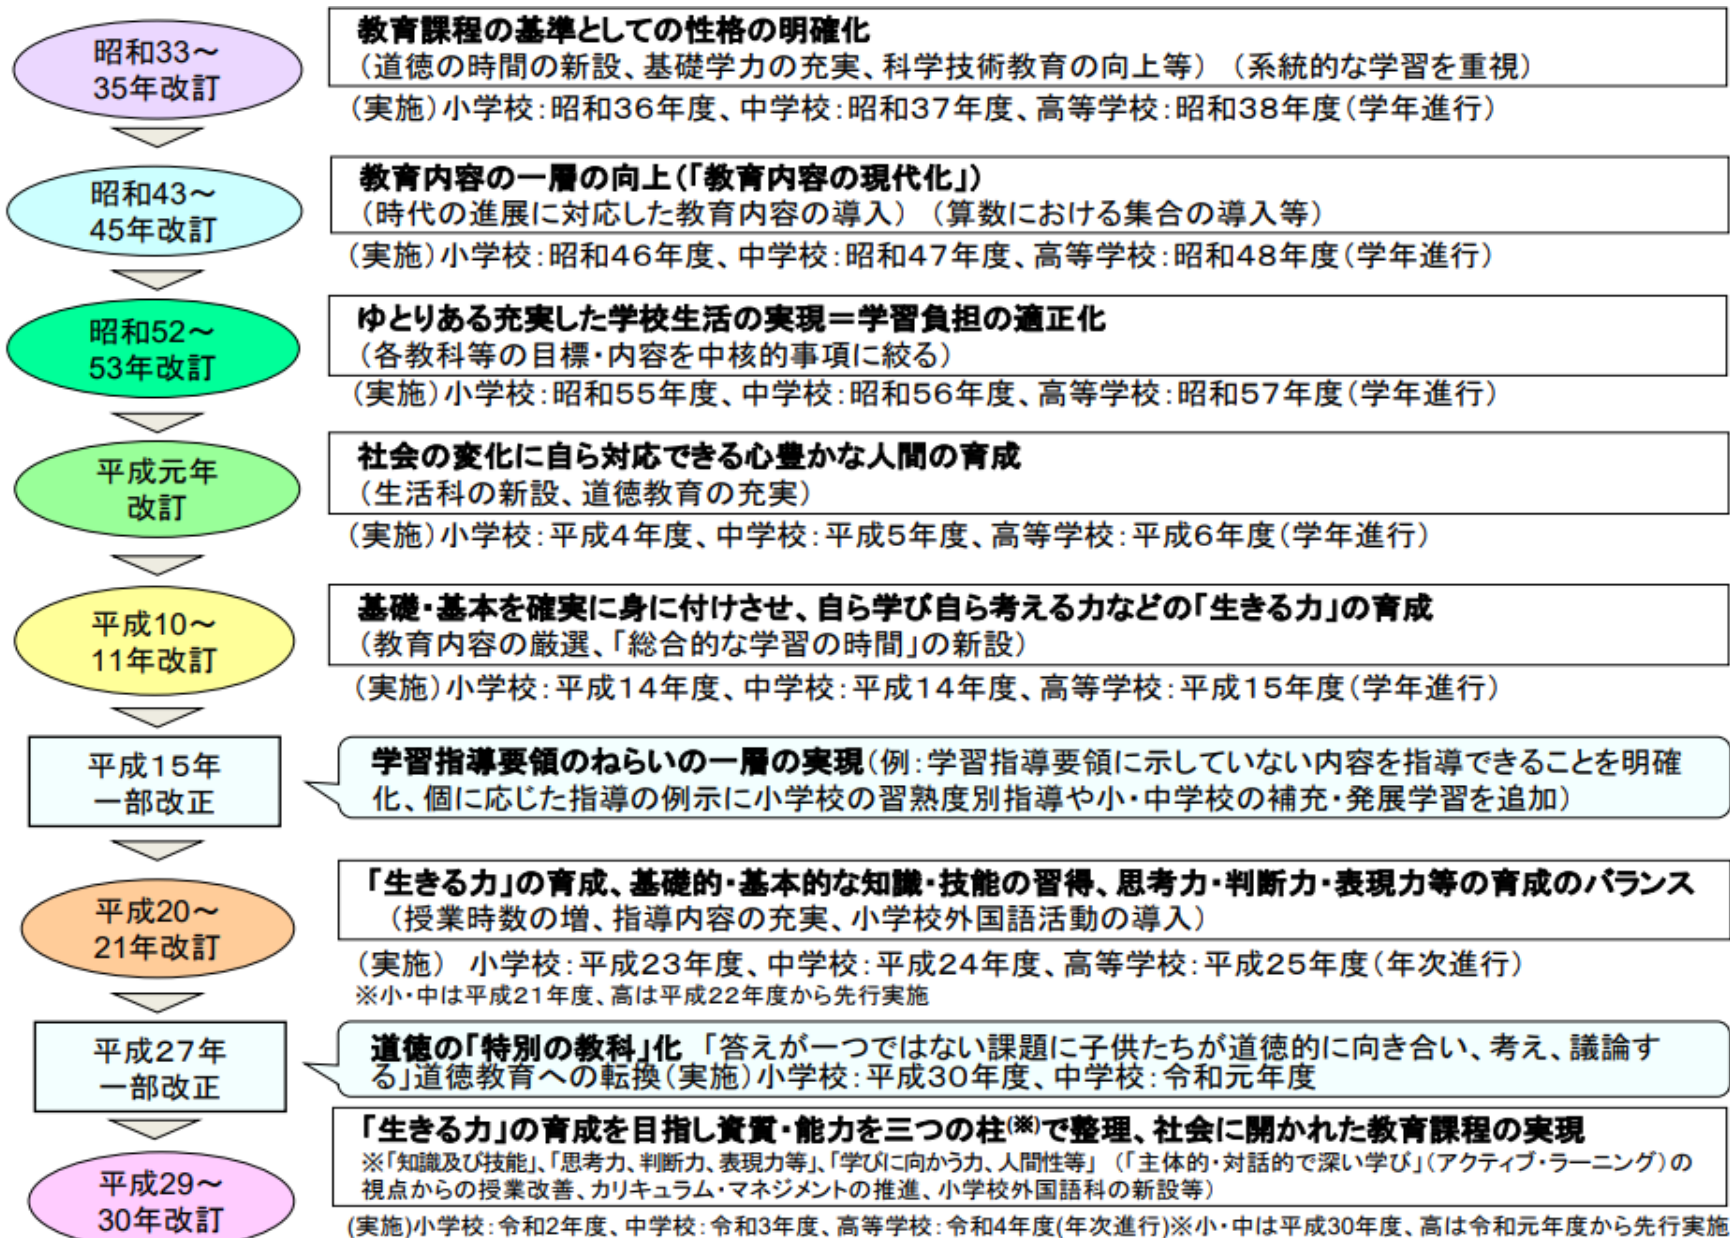 昭和33～
35年改訂
教育課程の基準としての性格の明確化
（道徳の時間の新設、基礎学力の充実、科学技術教育の向上等）（系統的な学習を重視）
（実施）小学校：昭和36年度、中学校：昭和37年度、高等学校：昭和38年度（学年進行）
昭和43～
45年改訂
教育内容の一層の向上（「教育内容の現代化」）
（時代の進展に対応した教育内容の導入）（算数における集合の導入等）
（実施）小学校：昭和46年度、中学校：昭和47年度、高等学校：昭和48年度（学年進行）
昭和52～
53年改訂
ゆとりある充実した学校生活の実現＝学習負担の適正化
（各教科等の目標・内容を中核的事項に絞る）
（実施）小学校：昭和55年度、中学校：昭和56年度、高等学校：昭和57年度（学年進行）
平成元年
改訂
社会の変化に自ら対応できる心豊かな人間の育成
（生活科の新設、道徳教育の充実）
（実施）小学校：平成4年度、中学校：平成5年度、高等学校：平成6年度（学年進行）
平成10～
11年改訂
基礎・基本を確実に身に付けさせ、自ら学び自ら考える力などの「生きる力」の育成
（教育内容の厳選、「総合的な学習の時間」の新設）
（実施）小学校：平成14年度、中学校：平成14年度、高等学校：平成15年度（学年進行）
平成15年
一部改正
学習指導要領のねらいの一層の実現（例：学習指導要領に示していない内容を指導できることを明確
化、個に応じた指導の例示に小学校の習熟度別指導や小・中学校の補充・発展学習を追加）
平成20～
21年改訂
「生きる力」の育成、基礎的・基本的な知識・技能の習得、思考力・判断力・表現力等の育成のバランス
（授業時数の増、指導内容の充実、小学校外国語活動の導入）
（実施） 小学校：平成23年度、中学校：平成24年度、高等学校：平成25年度（年次進行）
※小・中は平成21年度、高は平成22年度から先行実施
平成27年
一部改正
道徳の「特別の教科」化 「答えが一つではない課題に子供たちが道徳的に向き合い、考え、議論す
る」道徳教育への転換（実施）小学校：平成30年度、中学校：令和元年度
平成29～
30年改訂
「生きる力」の育成を目指し資質・能力を三つの柱(※)で整理、社会に開かれた教育課程の実現
※「知識及び技能」、「思考力、判断力、表現力等」、「学びに向かう力、人間性等」（「主体的・対話的で深い学び」（アクティブ・ラーニング）の
視点からの授業改善、カリキュラム・マネジメントの推進、小学校外国語科の新設等）
(実施)小学校：令和2年度、中学校：令和3年度、高等学校：令和4年度(年次進行)※小・中は平成30年度、高は令和元年度から先行実施